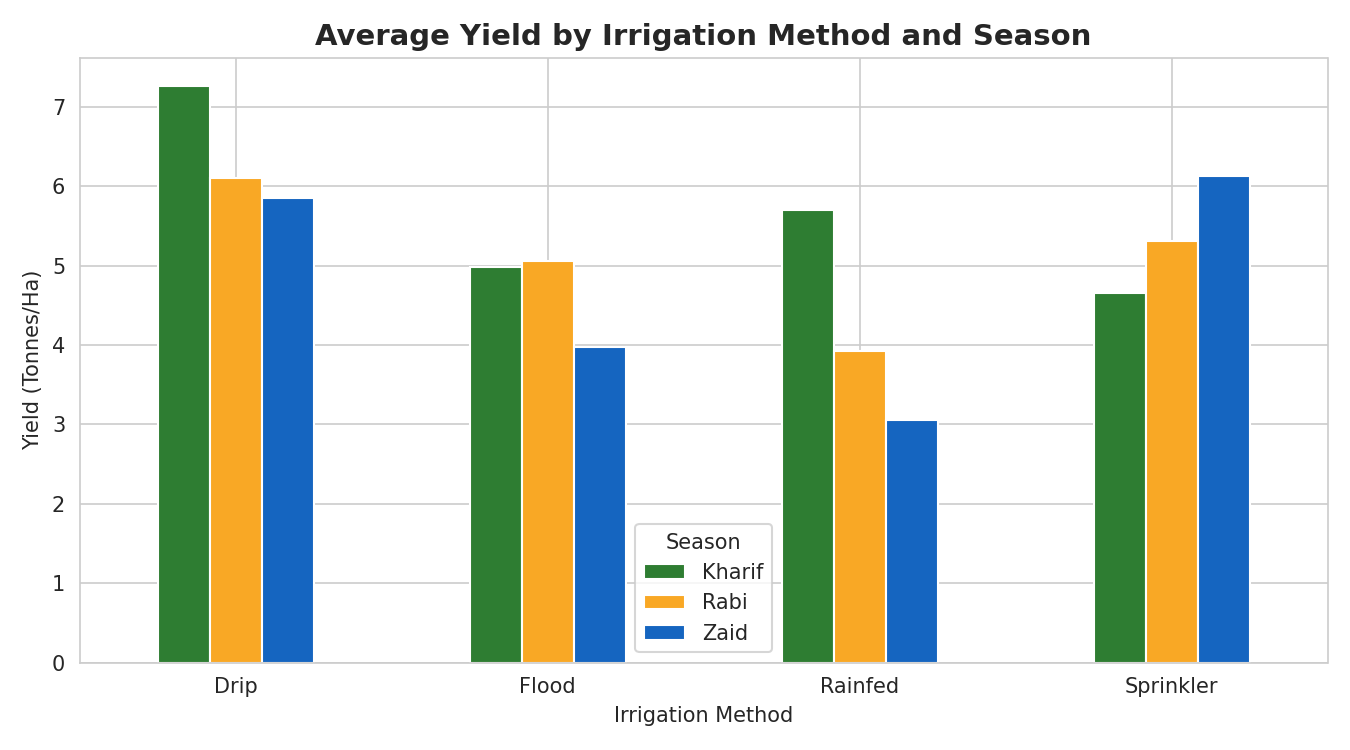 Average Yield by Irrigation Method and Season
Yield (Tonnes/Ha)
7
6
5
4
3
2
1
0
Season
Kharif
Rabi
Zaid
Drip
Flood
Rainfed
Sprinkler
Irrigation Method